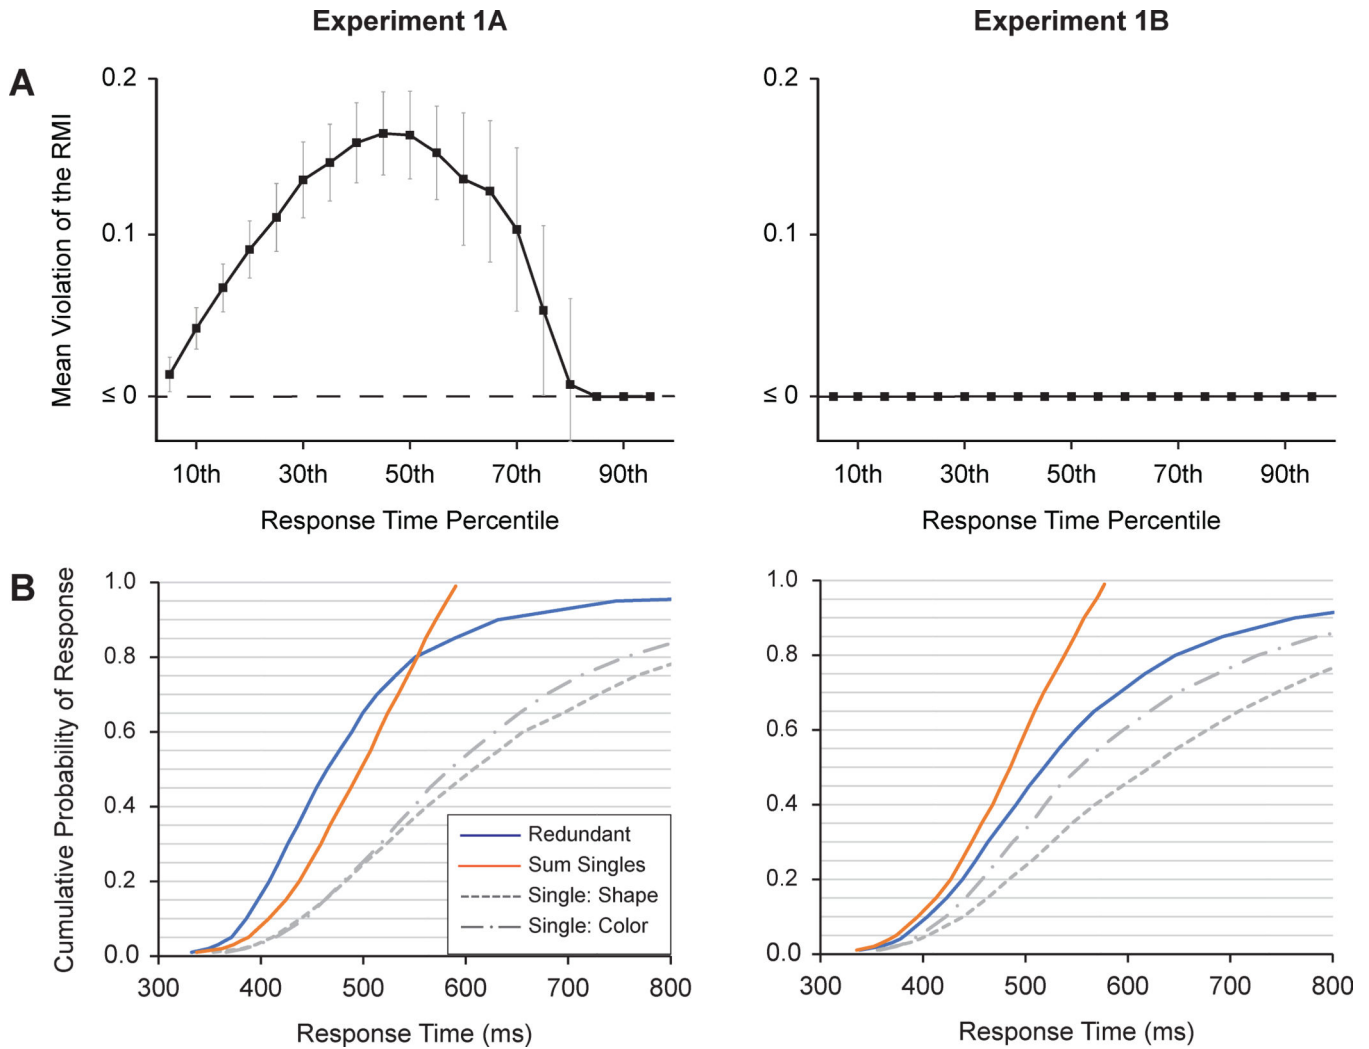 Experiment 1A
Experiment 1B
A
Mean Violation of the RMI
0.2
0.1
≤ 0
10th 30th 50th 70th 90th
Response Time Percentile
0.2
0.1
≤ 0
10th 30th 50th 70th 90th
Response Time Percentile
B
Cumulative Probability of Response
1.0
0.8
0.6
0.4
0.2
0.0
Redundant
Sum Singles
Single: Shape
Single: Color
300 400 500 600 700 800
Response Time (ms)
1.0
0.8
0.6
0.4
0.2
0.0
300 400 500 600 700 800
Response Time (ms)